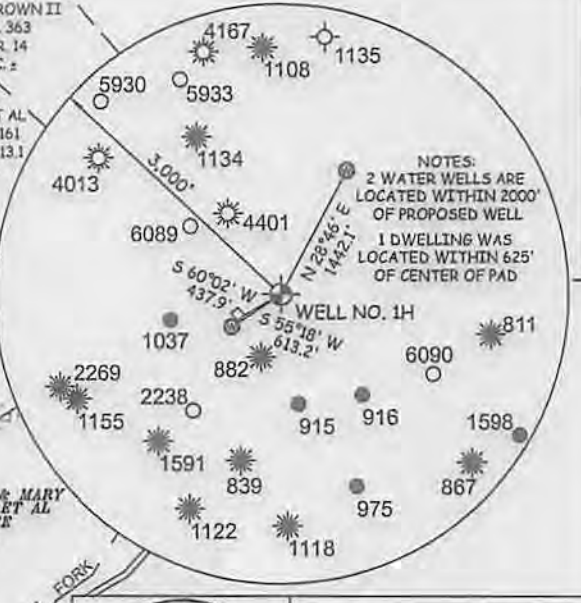 ROWN II
363
R. 14
C. ±
ET AL
161
13.1
4167
1108
1135
5930
5933
1134
4013
3,000'
4401
6089
NOTES:
2 WATER WELLS ARE
LOCATED WITHIN 2000'
OF PROPOSED WELL
1 DWELLING WAS
LOCATED WITHIN 625'
OF CENTER OF PAD
N 28°46' E
1442.1'
S 60°02' W
437.9'
WELL NO. 1H
S 55°18' W
613.2'
1037
882
811
6090
2269
1155
2238
915
916
1598
1591
839
867
975
1122
1118
& MARY
ET AL
FORK